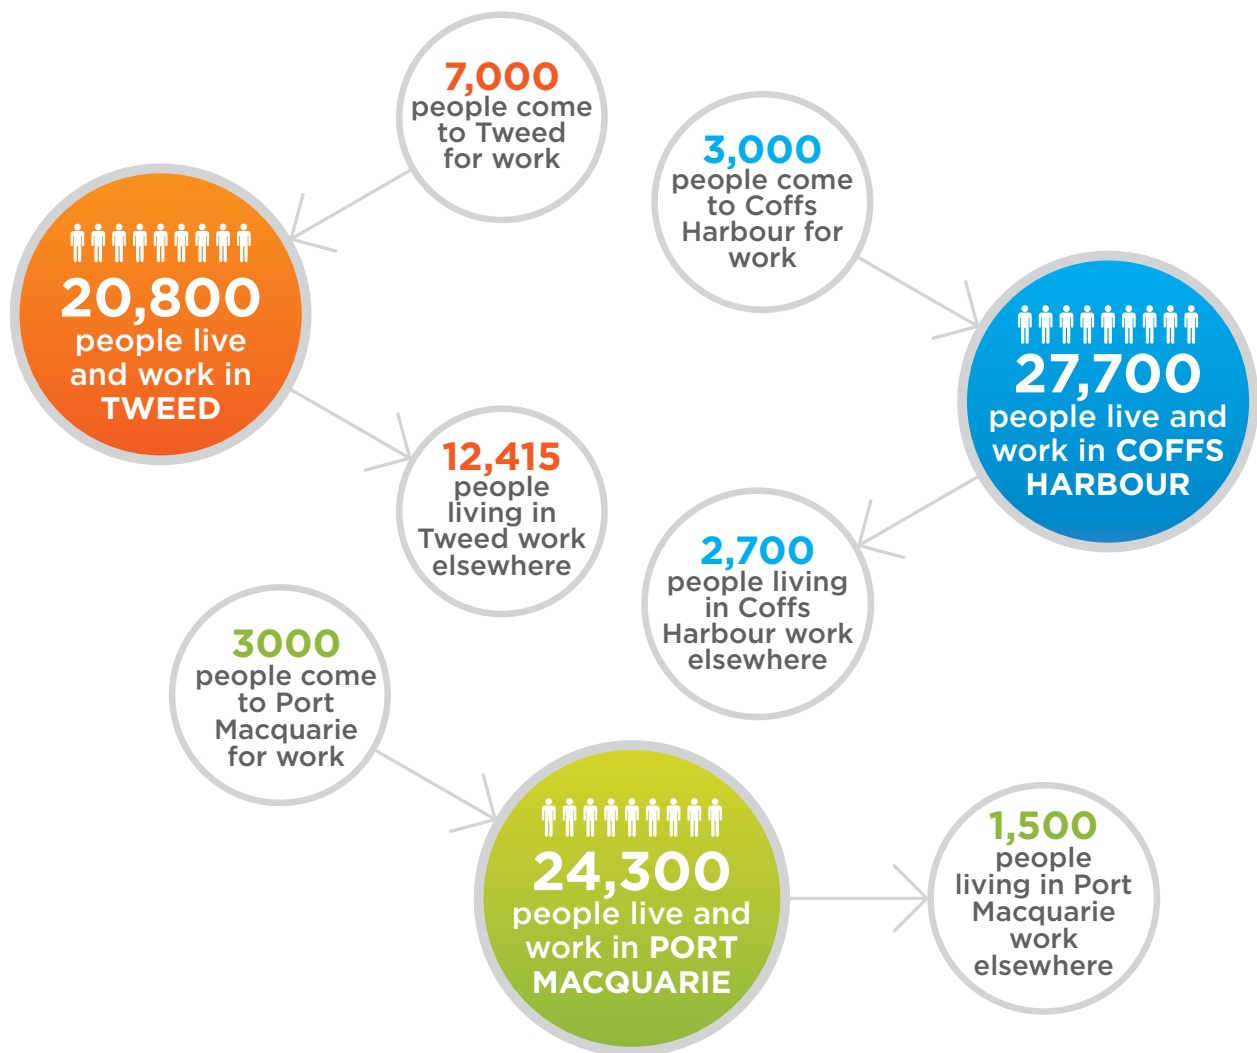 7,000
people come
to Tweed
for work
3,000
people come
to Coffs
Harbour for
work
20,800
people live
and work in
TWEED
27,700
people live and
work in COFFS
HARBOUR
12,415
people
living in
Tweed work
elsewhere
2,700
people living
in Coffs
Harbour work
elsewhere
3000
people come
to Port
Macquarie
for work
24,300
people live and
work in PORT
MACQUARIE
1,500
people
living in Port
Macquarie
work
elsewhere